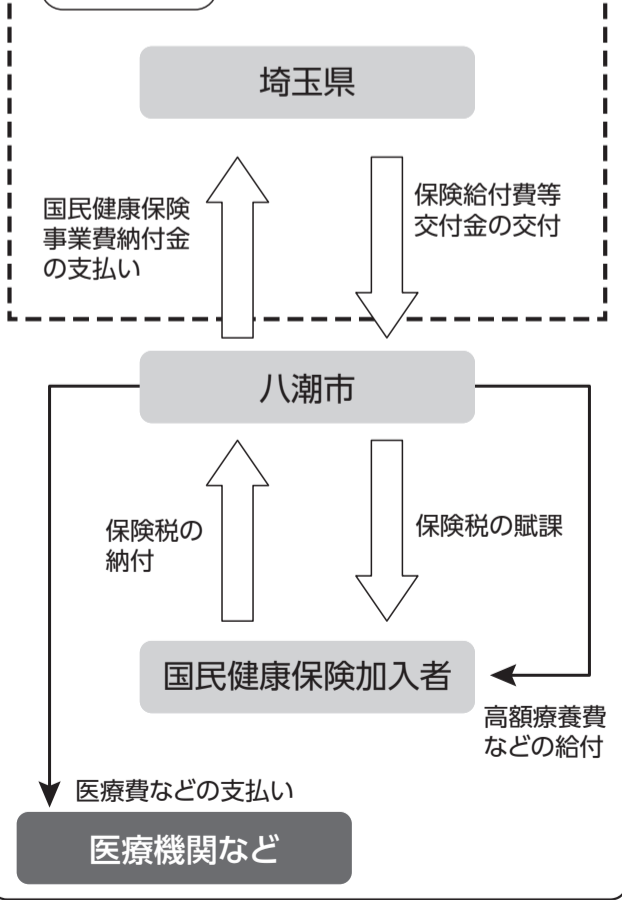 埼玉県
国民健康保険
事業費納付金
の支払い
保険給付費等
交付金の交付
八潮市
保険税の
納付
保険税の賦課
国民健康保険加入者
高額療養費
などの給付
医療費などの支払い
医療機関など